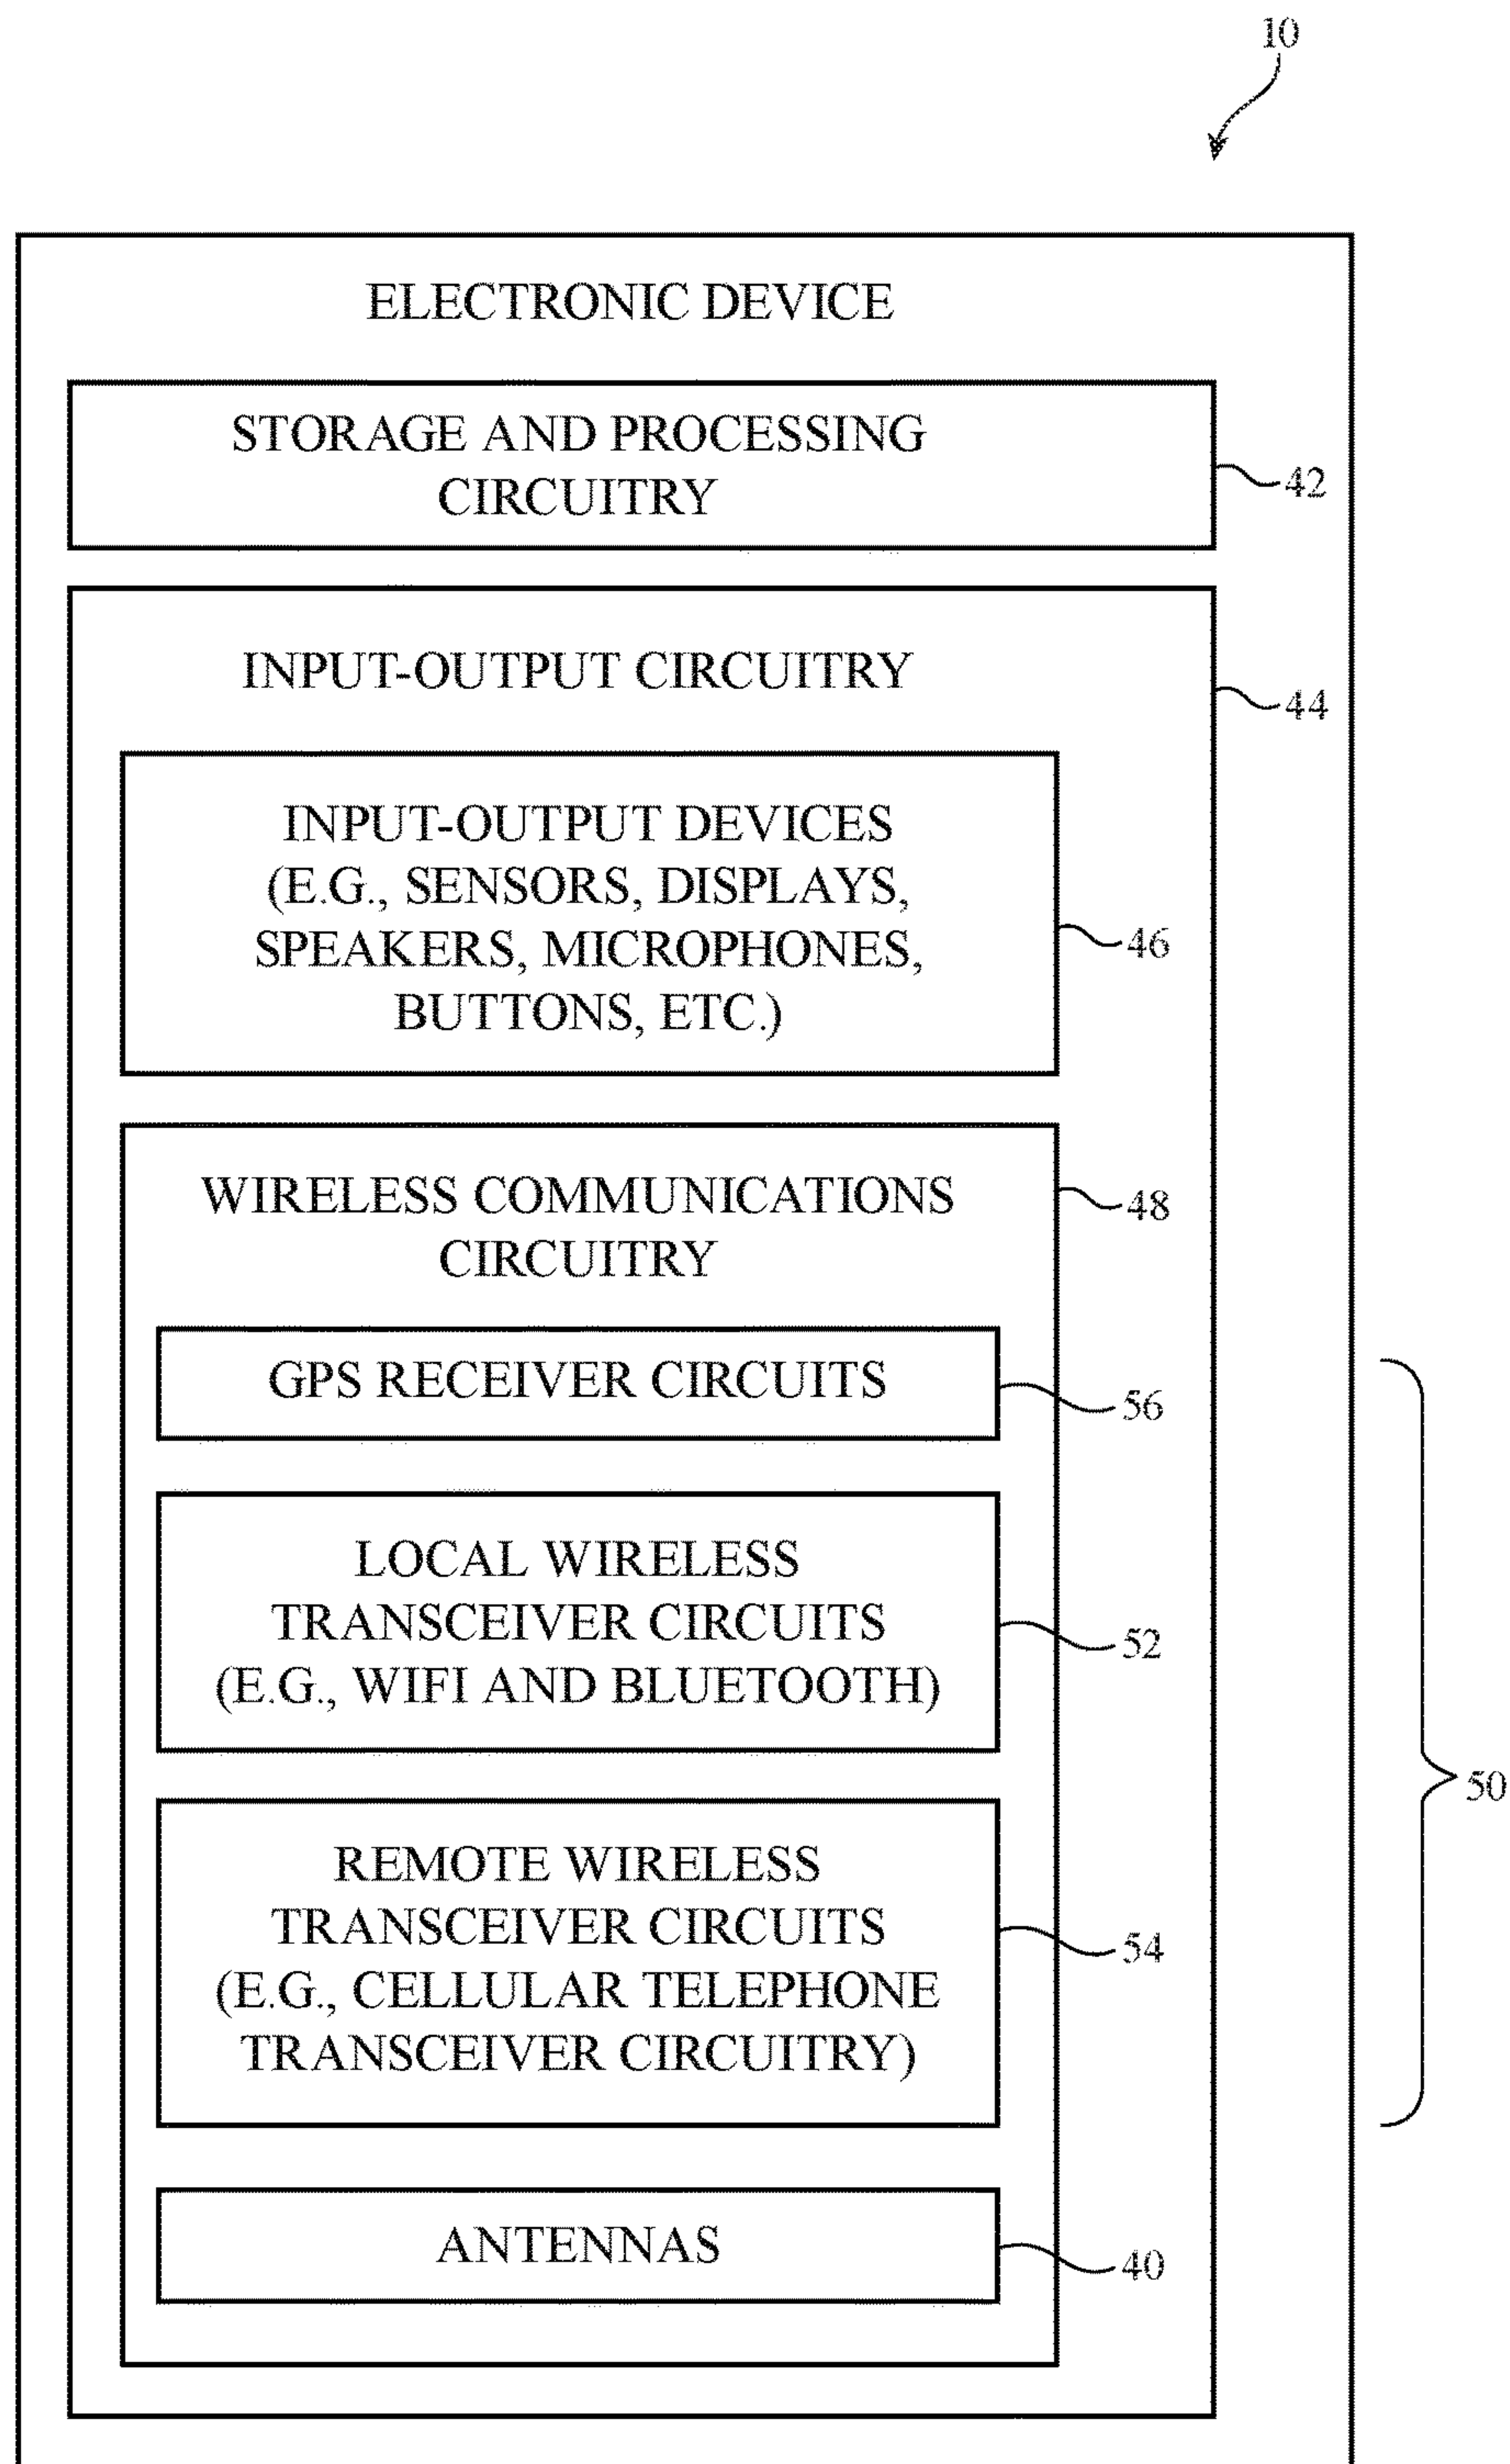 10
ELECTRONIC DEVICE
STORAGE AND PROCESSING
CIRCUITRY
42
INPUT-OUTPUT CIRCUITRY
44
INPUT-OUTPUT DEVICES
(E.G., SENSORS, DISPLAYS,
SPEAKERS, MICROPHONES,
BUTTONS, ETC.)
46
WIRELESS COMMUNICATIONS
CIRCUITRY
48
GPS RECEIVER CIRCUITS
56
LOCAL WIRELESS
TRANSCEIVER CIRCUITS
(E.G., WIFI AND BLUETOOTH)
52
50
REMOTE WIRELESS
TRANSCEIVER CIRCUITS
(E.G., CELLULAR TELEPHONE
TRANSCEIVER CIRCUITRY)
54
ANTENNAS
40